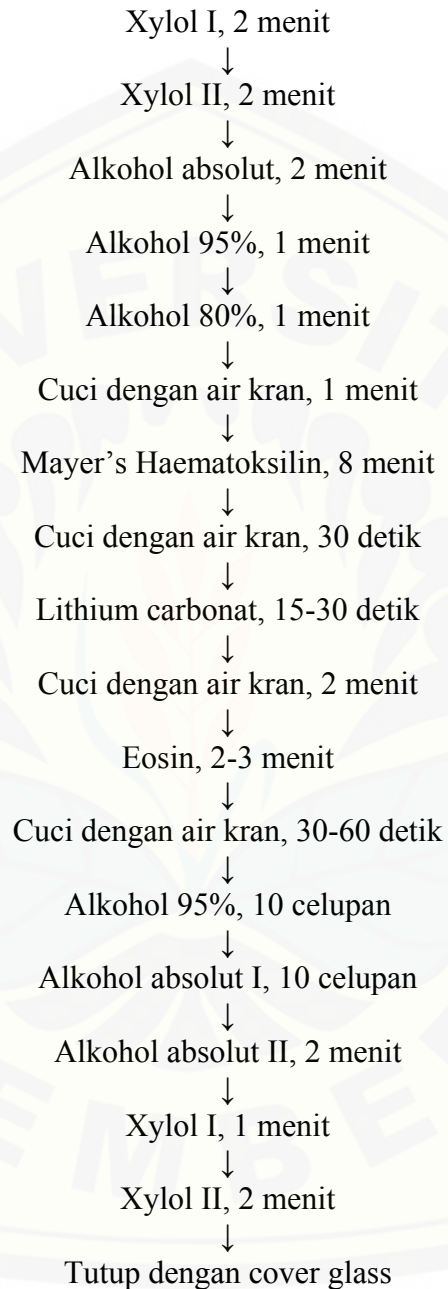 Xylol I, 2 menit
↓
Xylol II, 2 menit
↓
Alkohol absolut, 2 menit
↓
Alkohol 95%, 1 menit
↓
Alkohol 80%, 1 menit
↓
Cuci dengan air kran, 1 menit
↓
Mayer’s Haematoksilin, 8 menit
↓
Cuci dengan air kran, 30 detik
↓
Lithium carbonat, 15-30 detik
↓
Cuci dengan air kran, 2 menit
↓
Eosin, 2-3 menit
↓
Cuci dengan air kran, 30-60 detik
↓
Alkohol 95%, 10 celupan
↓
Alkohol absolut I, 10 celupan
↓
Alkohol absolut II, 2 menit
↓
Xylol I, 1 menit
↓
Xylol II, 2 menit
↓
Tutup dengan cover glass